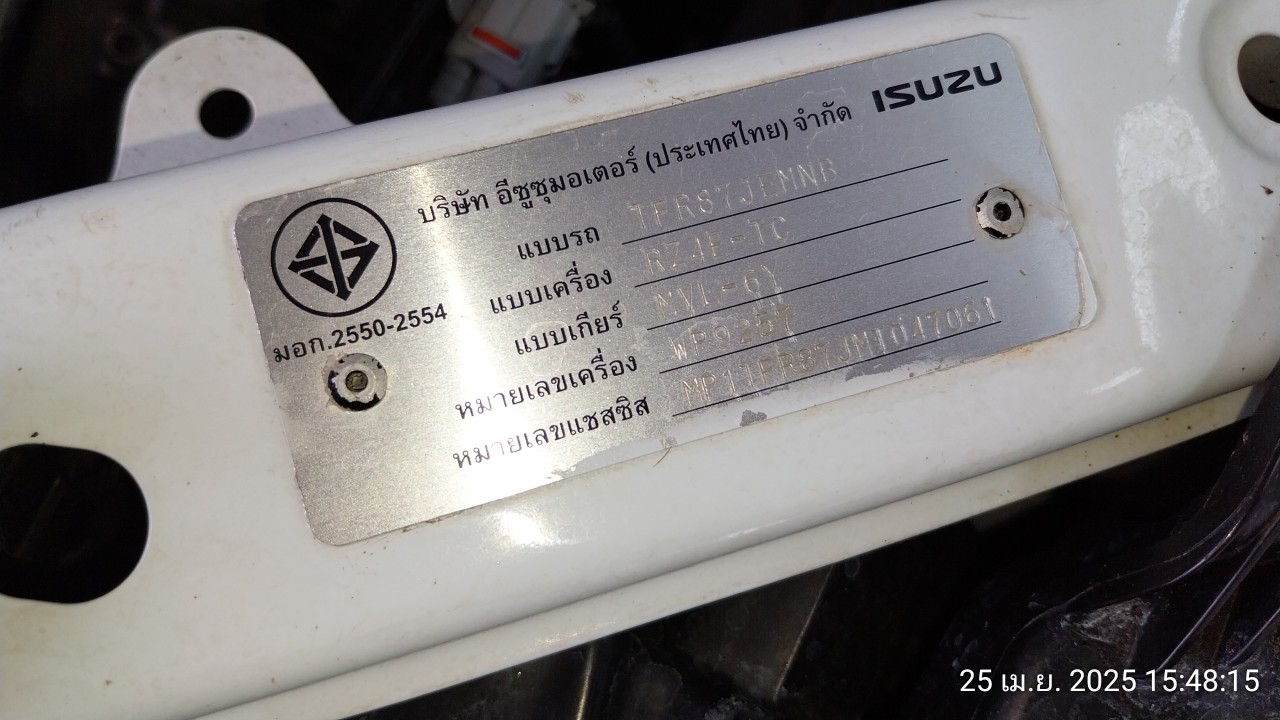 ISUZU
บริษัท อีซูซุมอเตอร์ (ประเทศไทย) จำกัด
แบบรถ
แบบเครื่อง RZ4E-TC
แบบเกียร์ MVL-6Y
หมายเลขเครื่อง WP9257
หมายเลขแชสซิส MP1TFR87JM1047061
มอก.2550-2554
25 เม.ย. 2025 15:48:15